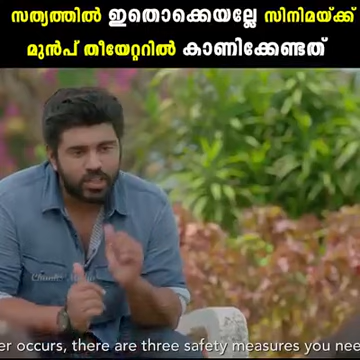 സത്യത്തിൽ ഇതൊക്കെയല്ലേ സിനിമയ്ക്ക്
മുൻപ് തീയേറ്ററിൽ കാണിക്കേണ്ടത്
er occurs, there are three safety measures you nee